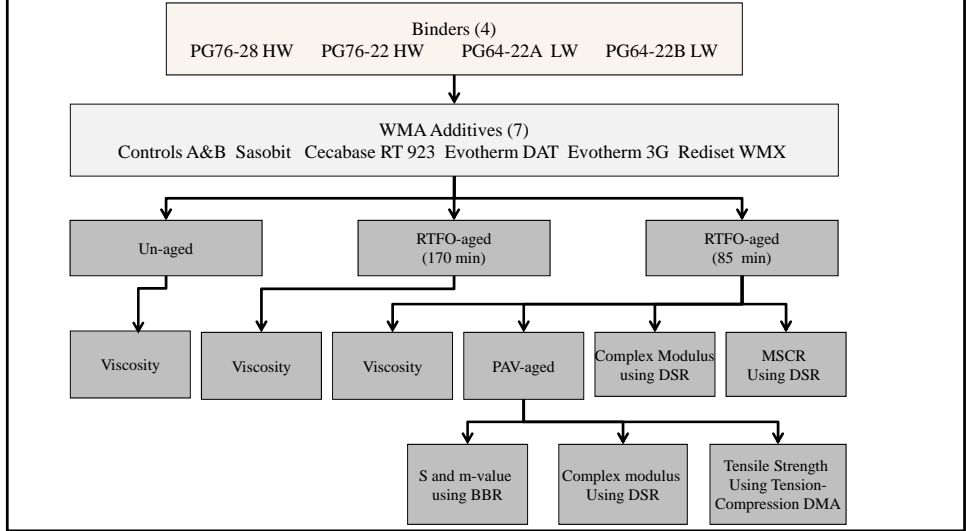 Binders (4)
PG76-28 HW PG76-22 HW PG64-22A LW PG64-22B LW
WMA Additives (7)
Controls A&B Sasobit Cecabase RT 923 Evotherm DAT Evotherm 3G Rediset WMX
Un-aged
RTFO-aged
(170 min)
RTFO-aged
(85 min)
Viscosity
Viscosity
Viscosity
PAV-aged
Complex Modulus
using DSR
MSCR
Using DSR
S and m-value
using BBR
Complex modulus
Using DSR
Tensile Strength
Using Tension-
Compression DMA